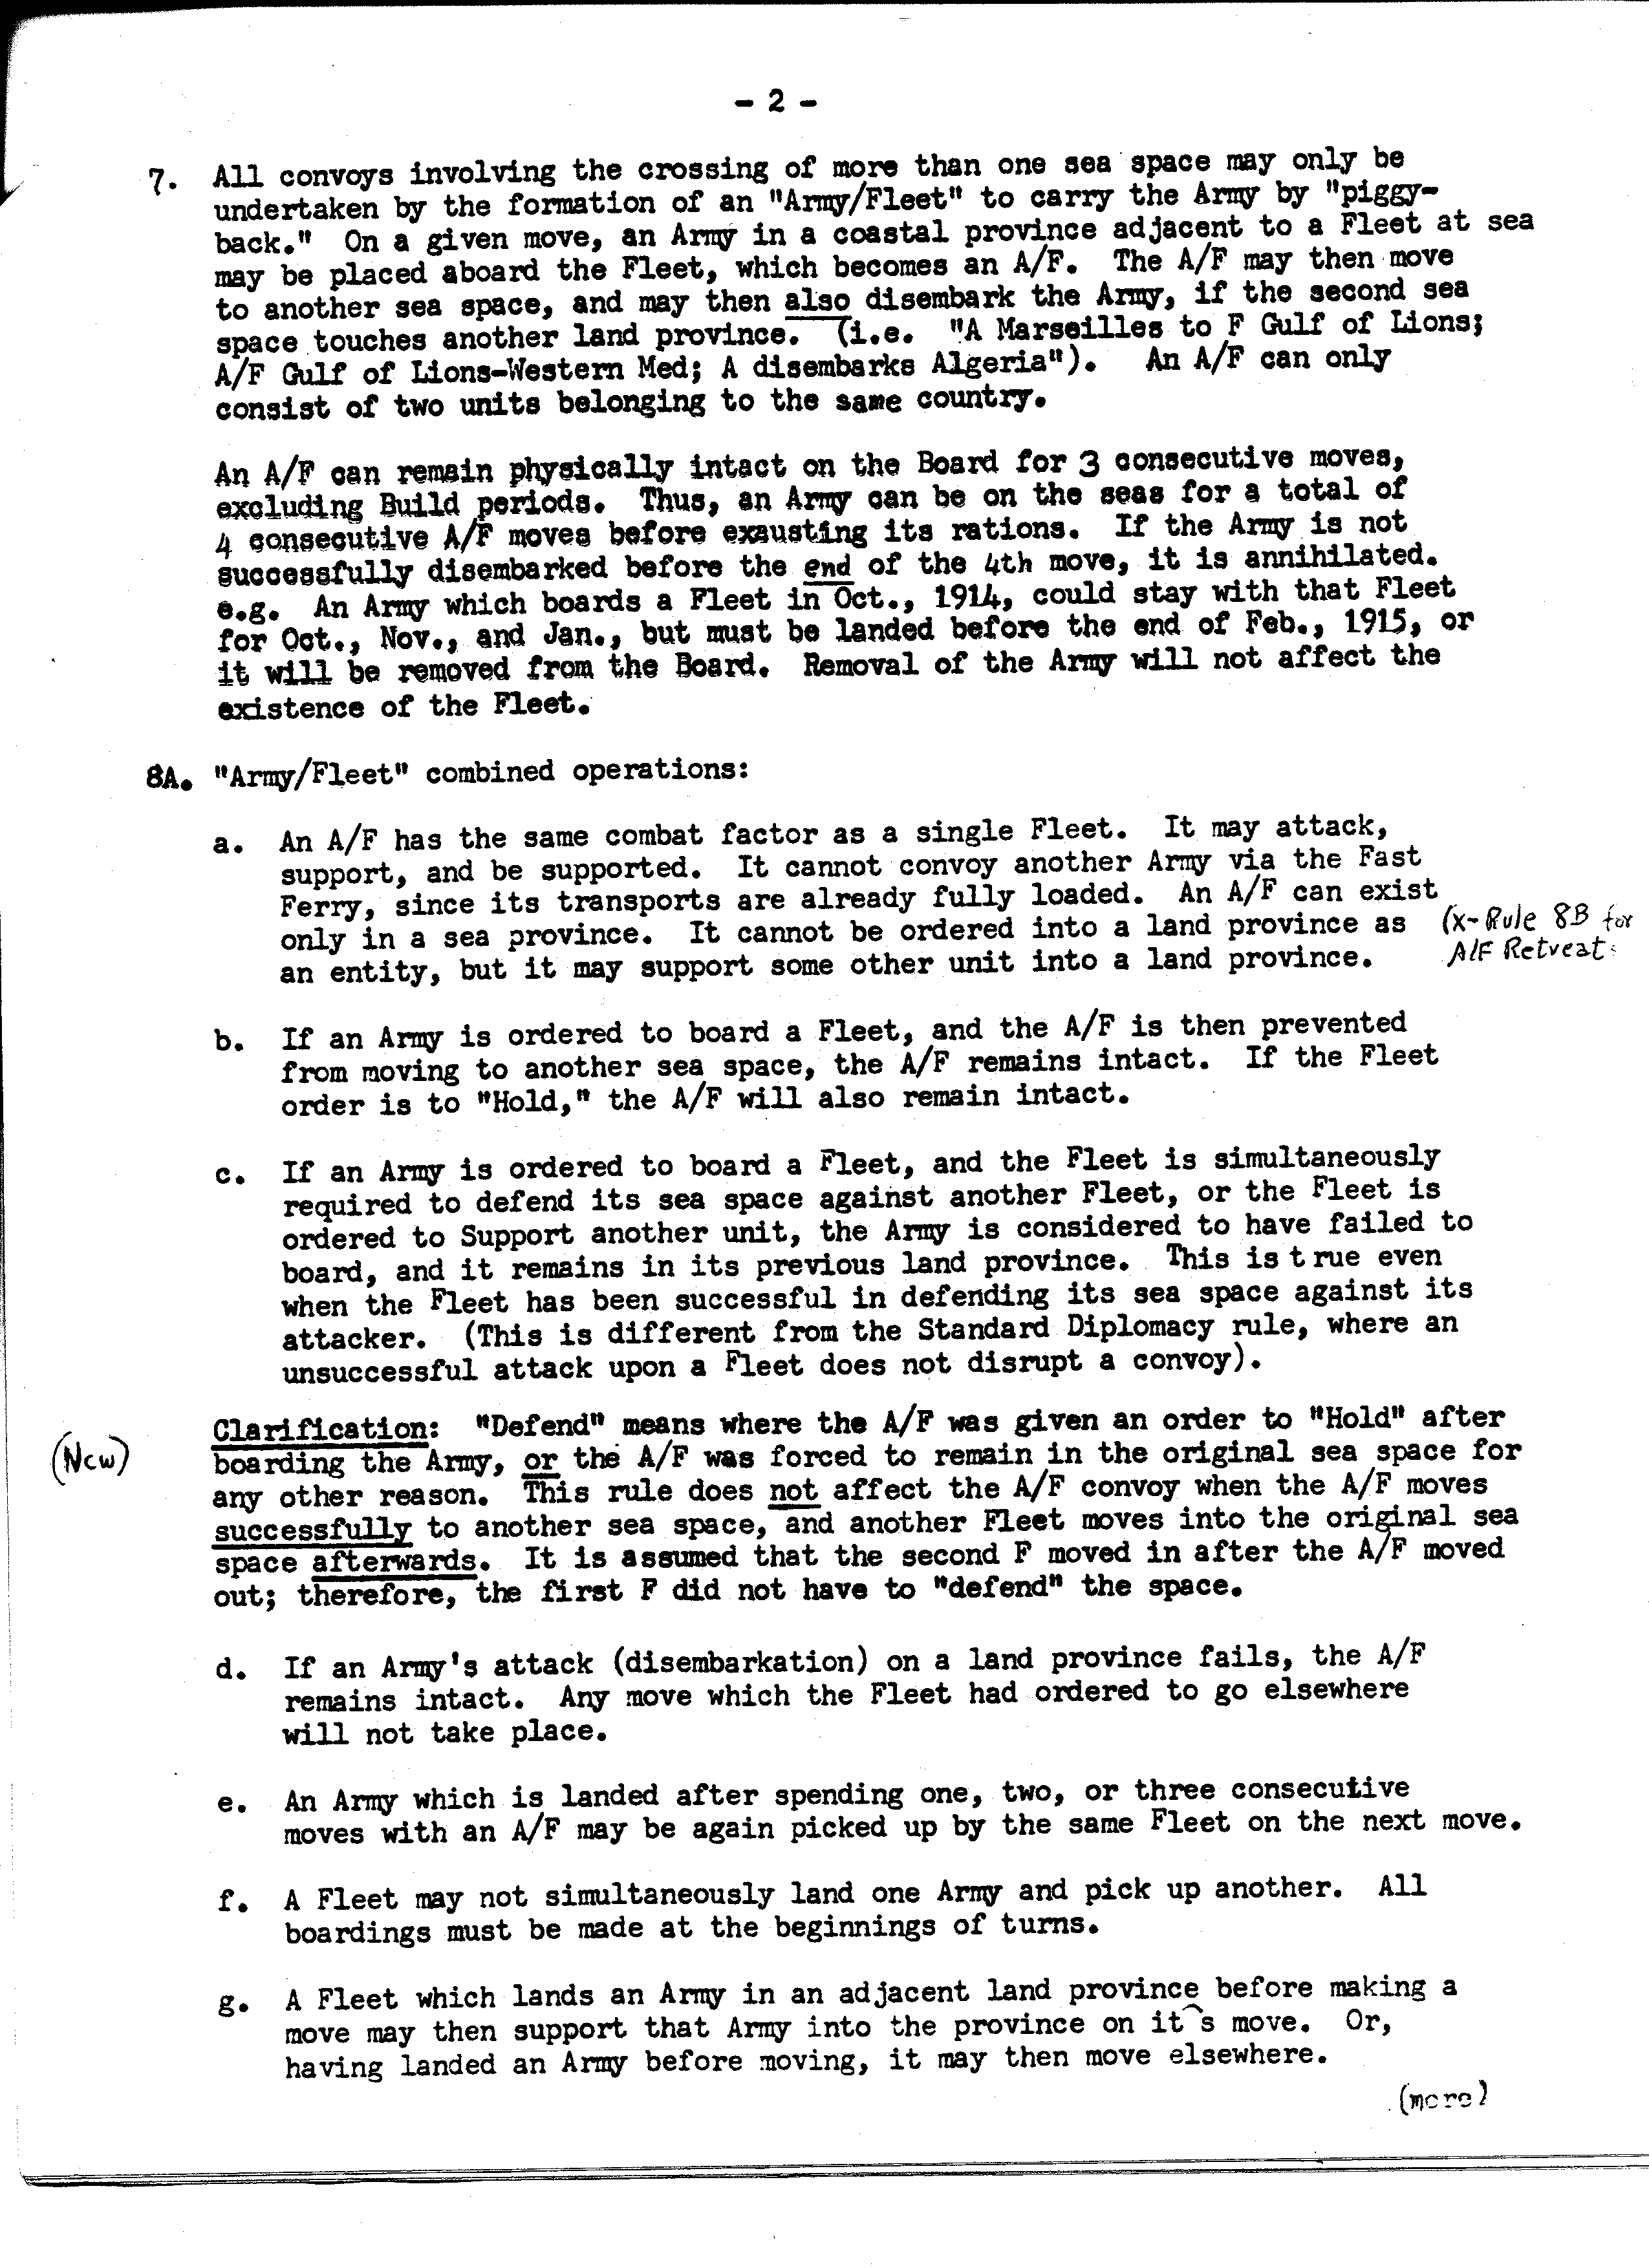 - 2 -
7. All convoys involving the crossing of more than one sea space may only be
undertaken by the formation of an "Army/Fleet" to carry the Army by "piggy-
back." On a given move, an Army in a coastal province adjacent to a Fleet at sea
may be placed aboard the Fleet, which becomes an A/F. The A/F may then move
to another sea space, and may then also disembark the Army, if the second sea
space touches another land province. (i.e. "A Marseilles to F Gulf of Lions;
A/F Gulf of Lions-Western Med; A disembarks Algeria"). An A/F can only
consist of two units belonging to the same country.
An A/F can remain physically intact on the Board for 3 consecutive moves,
excluding Build periods. Thus, an Army can be on the seas for a total of
4 consecutive A/F moves before exausting its rations. If the Army is not
successfully disembarked before the end of the 4th move, it is annihilated.
e.g. An Army which boards a Fleet in Oct., 1914, could stay with that Fleet
for Oct., Nov., and Jan., but must be landed before the end of Feb., 1915, or
it will be removed from the Board. Removal of the Army will not affect the
existence of the Fleet.
8A. "Army/Fleet" combined operations:
a. An A/F has the same combat factor as a single Fleet. It may attack,
support, and be supported. It cannot convoy another Army via the Fast
Ferry, since its transports are already fully loaded. An A/F can exist
only in a sea province. It cannot be ordered into a land province as (X-Rule 8B for
an entity, but it may support some other unit into a land province. A/F Retreats
b. If an Army is ordered to board a Fleet, and the A/F is then prevented
from moving to another sea space, the A/F remains intact. If the Fleet
order is to "Hold," the A/F will also remain intact.
c. If an Army is ordered to board a Fleet, and the Fleet is simultaneously
required to defend its sea space against another Fleet, or the Fleet is
ordered to Support another unit, the Army is considered to have failed to
board, and it remains in its previous land province. This is t rue even
when the Fleet has been successful in defending its sea space against its
attacker. (This is different from the Standard Diplomacy rule, where an
unsuccessful attack upon a Fleet does not disrupt a convoy).
Clarification: "Defend" means where the A/F was given an order to "Hold" after
(New) boarding the Army, or the A/F was forced to remain in the original sea space for
any other reason. This rule does not affect the A/F convoy when the A/F moves
successfully to another sea space, and another Fleet moves into the original sea
space afterwards. It is assumed that the second F moved in after the A/F moved
out; therefore, the first F did not have to "defend" the space.
d. If an Army's attack (disembarkation) on a land province fails, the A/F
remains intact. Any move which the Fleet had ordered to go elsewhere
will not take place.
e. An Army which is landed after spending one, two, or three consecutive
moves with an A/F may be again picked up by the same Fleet on the next move.
f. A Fleet may not simultaneously land one Army and pick up another. All
boardings must be made at the beginnings of turns.
g. A Fleet which lands an Army in an adjacent land province before making a
move may then support that Army into the province on it s move. Or,
having landed an Army before moving, it may then move elsewhere.
(more)